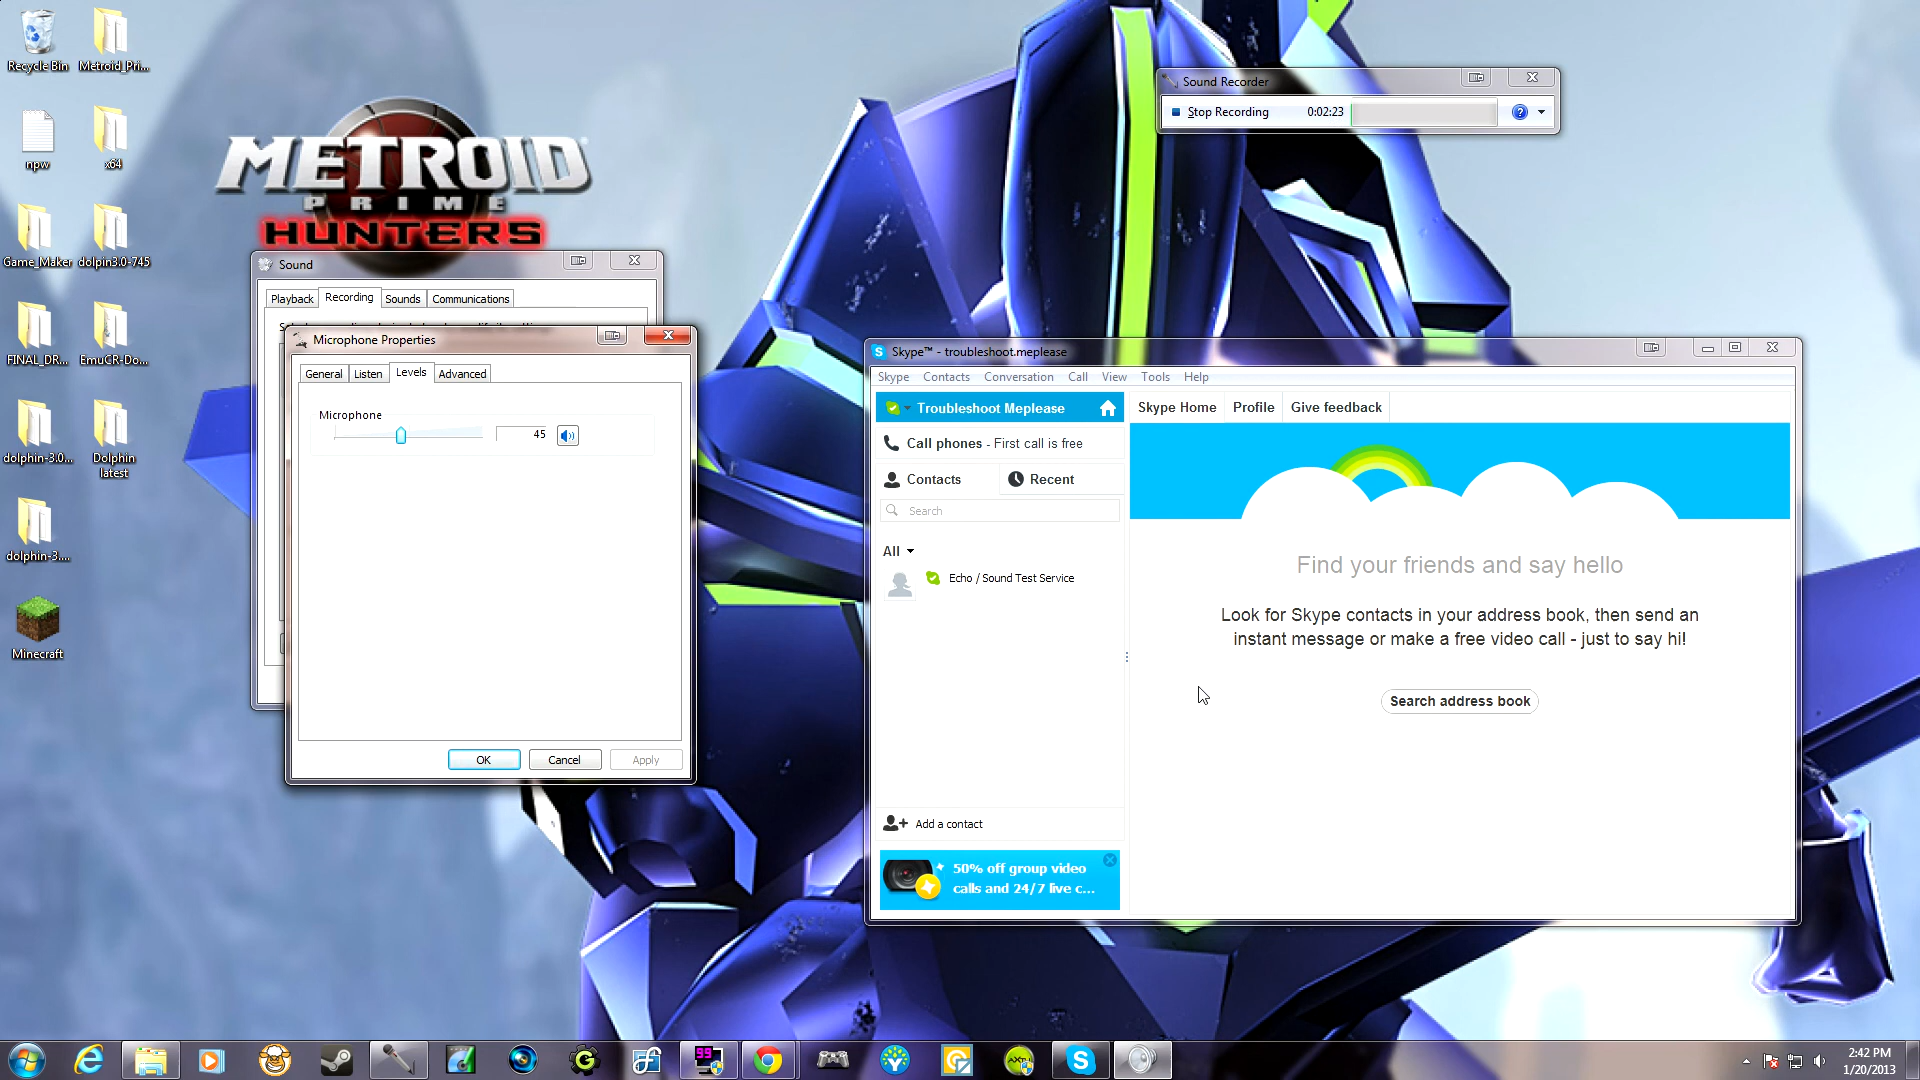 Recycle Bin
Metroid_Pri...
npw
x64
Game_Maker
dolpin3.0-745
FINAL_DR...
EmuCR-Do...
dolphin-3.0...
Dolphin
latest
dolphin-3....
Minecraft
METROID
PRIME
HUNTERS
Sound
Playback
Recording
Sounds
Communications
Microphone Properties
General
Listen
Levels
Advanced
Microphone
45
OK
Cancel
Apply
Sound Recorder
Stop Recording
0:02:23
Skype™ - troubleshoot.meplease
Skype Contacts Conversation Call View Tools Help
Troubleshoot Meplease
Call phones - First call is free
Contacts
Recent
Search
All
Echo / Sound Test Service
Add a contact
50% off group video
calls and 24/7 live c...
Skype Home
Profile
Give feedback
Find your friends and say hello
Look for Skype contacts in your address book, then send an
instant message or make a free video call - just to say hi!
Search address book
99
2:42 PM
1/20/2013